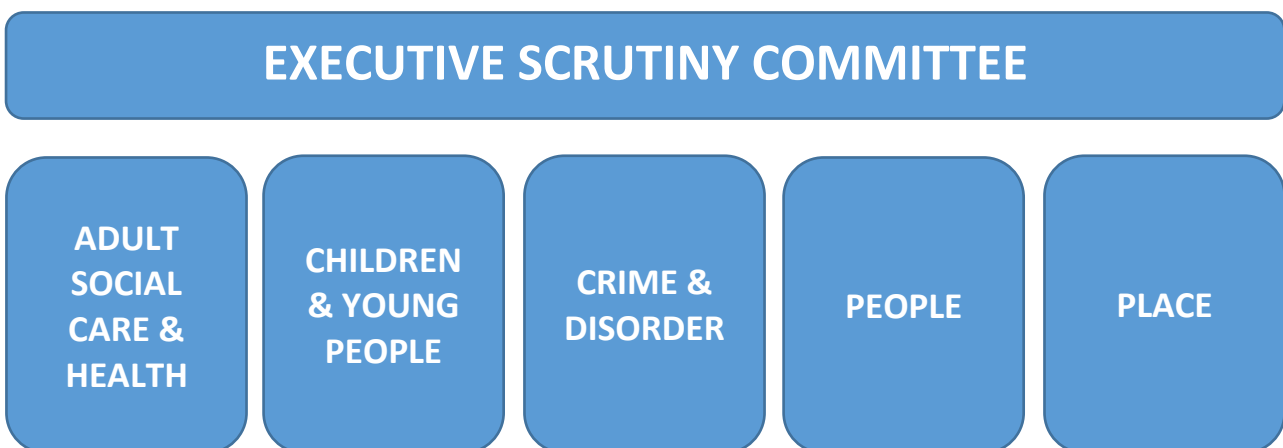 EXECUTIVE SCRUTINY COMMITTEE
ADULT
SOCIAL
CARE &
HEALTH
CHILDREN
& YOUNG
PEOPLE
CRIME &
DISORDER
PEOPLE
PLACE